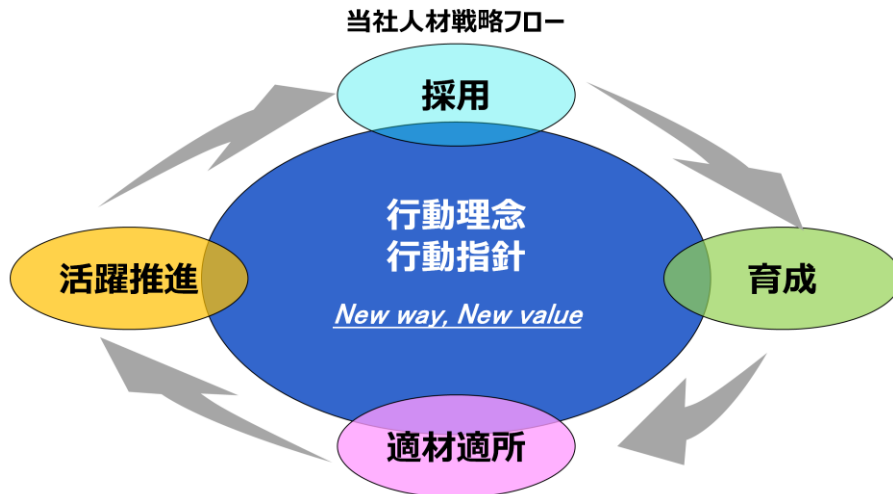 当社人材戦略フロー
採用
行動理念
行動指針
New way, New value
活躍推進
育成
適材適所